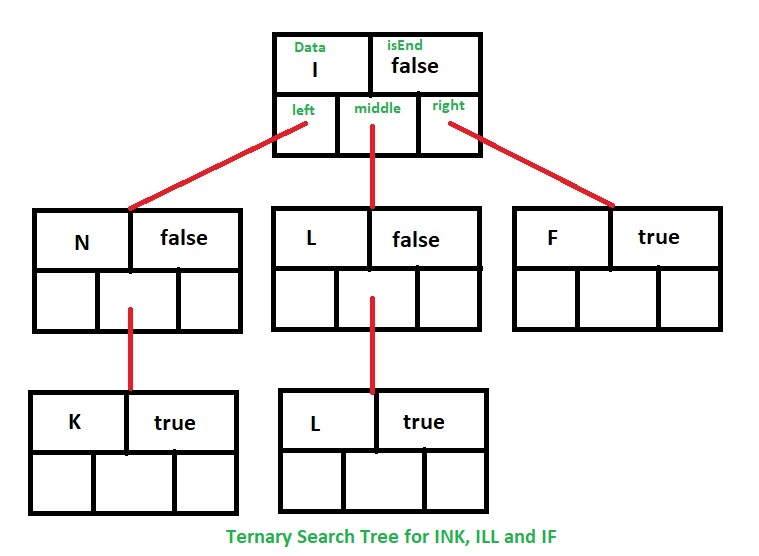 Data isEnd
I false
left middle right
N false L false F true
K true L true
Ternary Search Tree for INK, ILL and IF